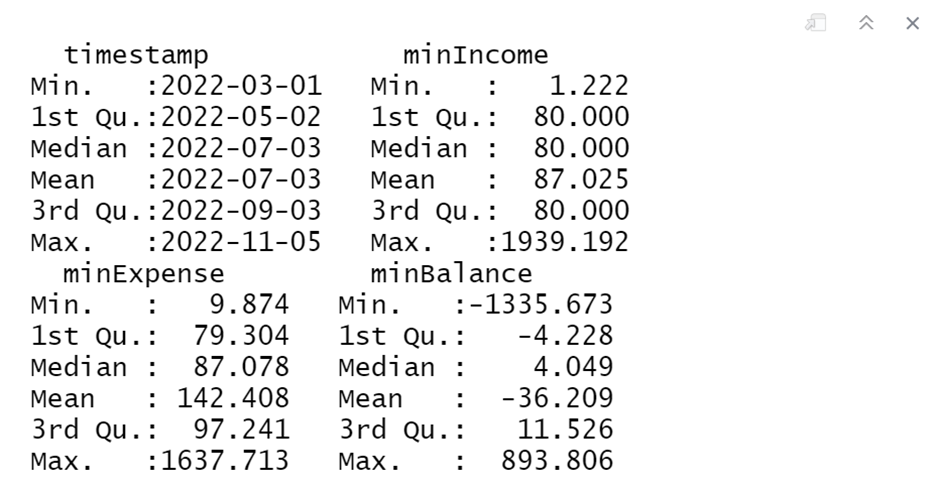 timestamp minIncome
Min. :2022-03-01 Min. : 1.222
1st Qu.:2022-05-02 1st Qu.: 80.000
Median :2022-07-03 Median : 80.000
Mean :2022-07-03 Mean : 87.025
3rd Qu.:2022-09-03 3rd Qu.: 80.000
Max. :2022-11-05 Max. :1939.192
minExpense minBalance
Min. : 9.874 Min. :-1335.673
1st Qu.: 79.304 1st Qu.: -4.228
Median : 87.078 Median : 4.049
Mean : 142.408 Mean : -36.209
3rd Qu.: 97.241 3rd Qu.: 11.526
Max. :1637.713 Max. : 893.806